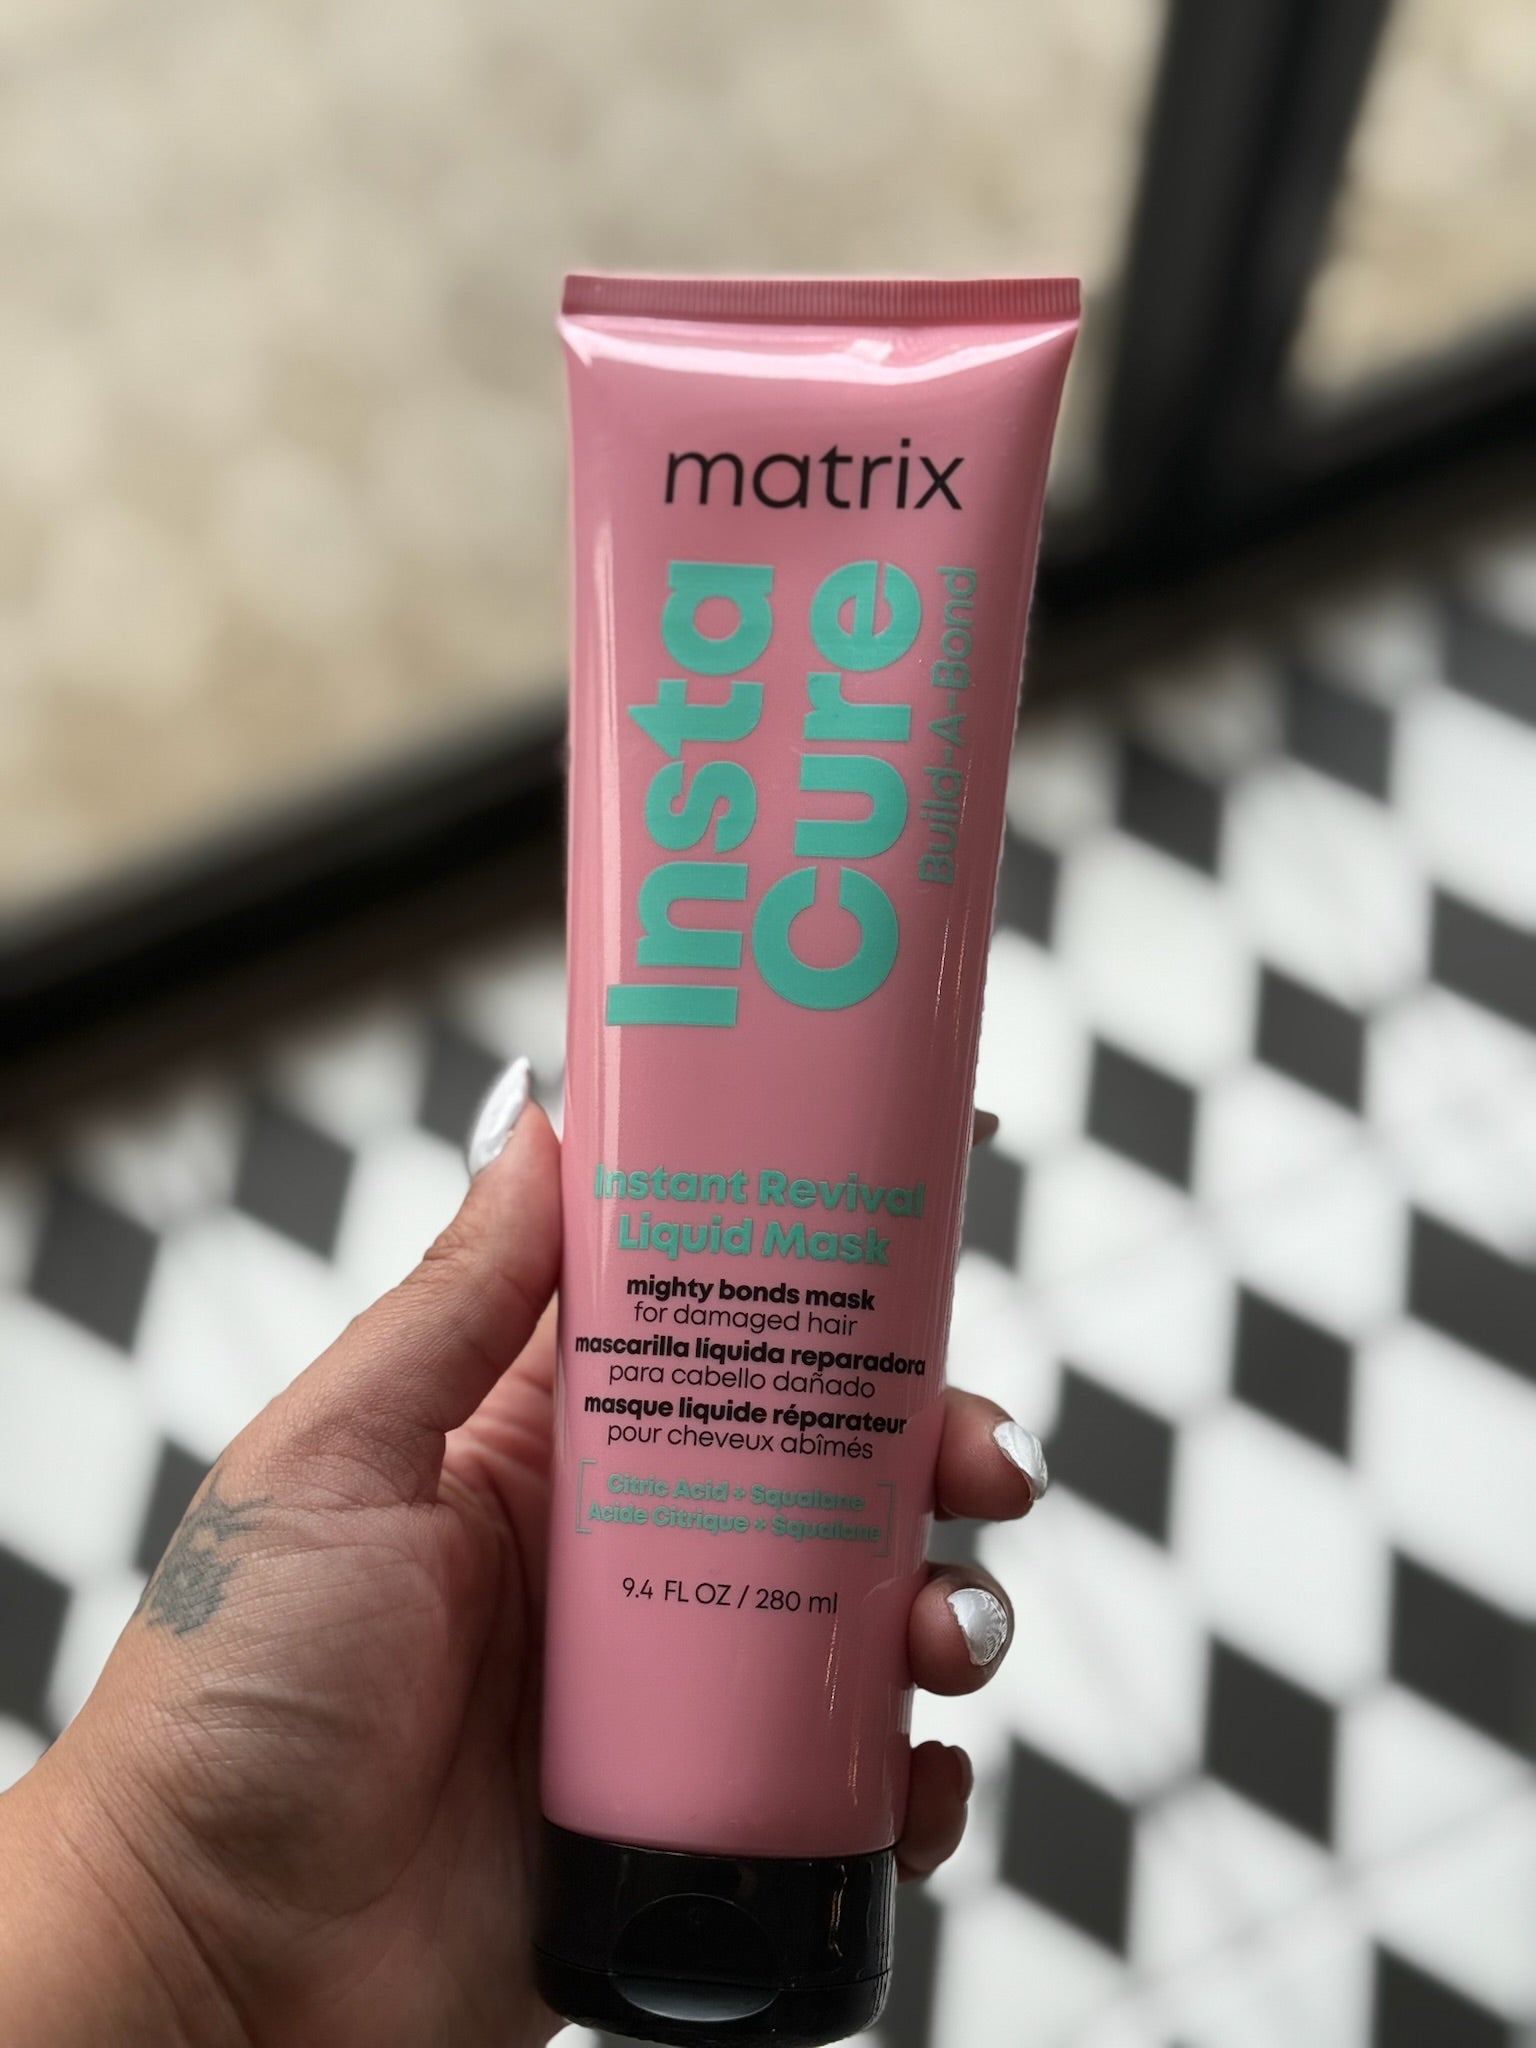 matrix
Insta
Cure
Build-A-Bond
Instant Revival
Liquid Mask
mighty bonds mask
for damaged hair
mascarilla líquida reparadora
para cabello dañado
masque liquide réparateur
pour cheveux abîmés
Citric Acid + Squalane
Acide Citrique + Squalane
9.4 FL OZ / 280 ml